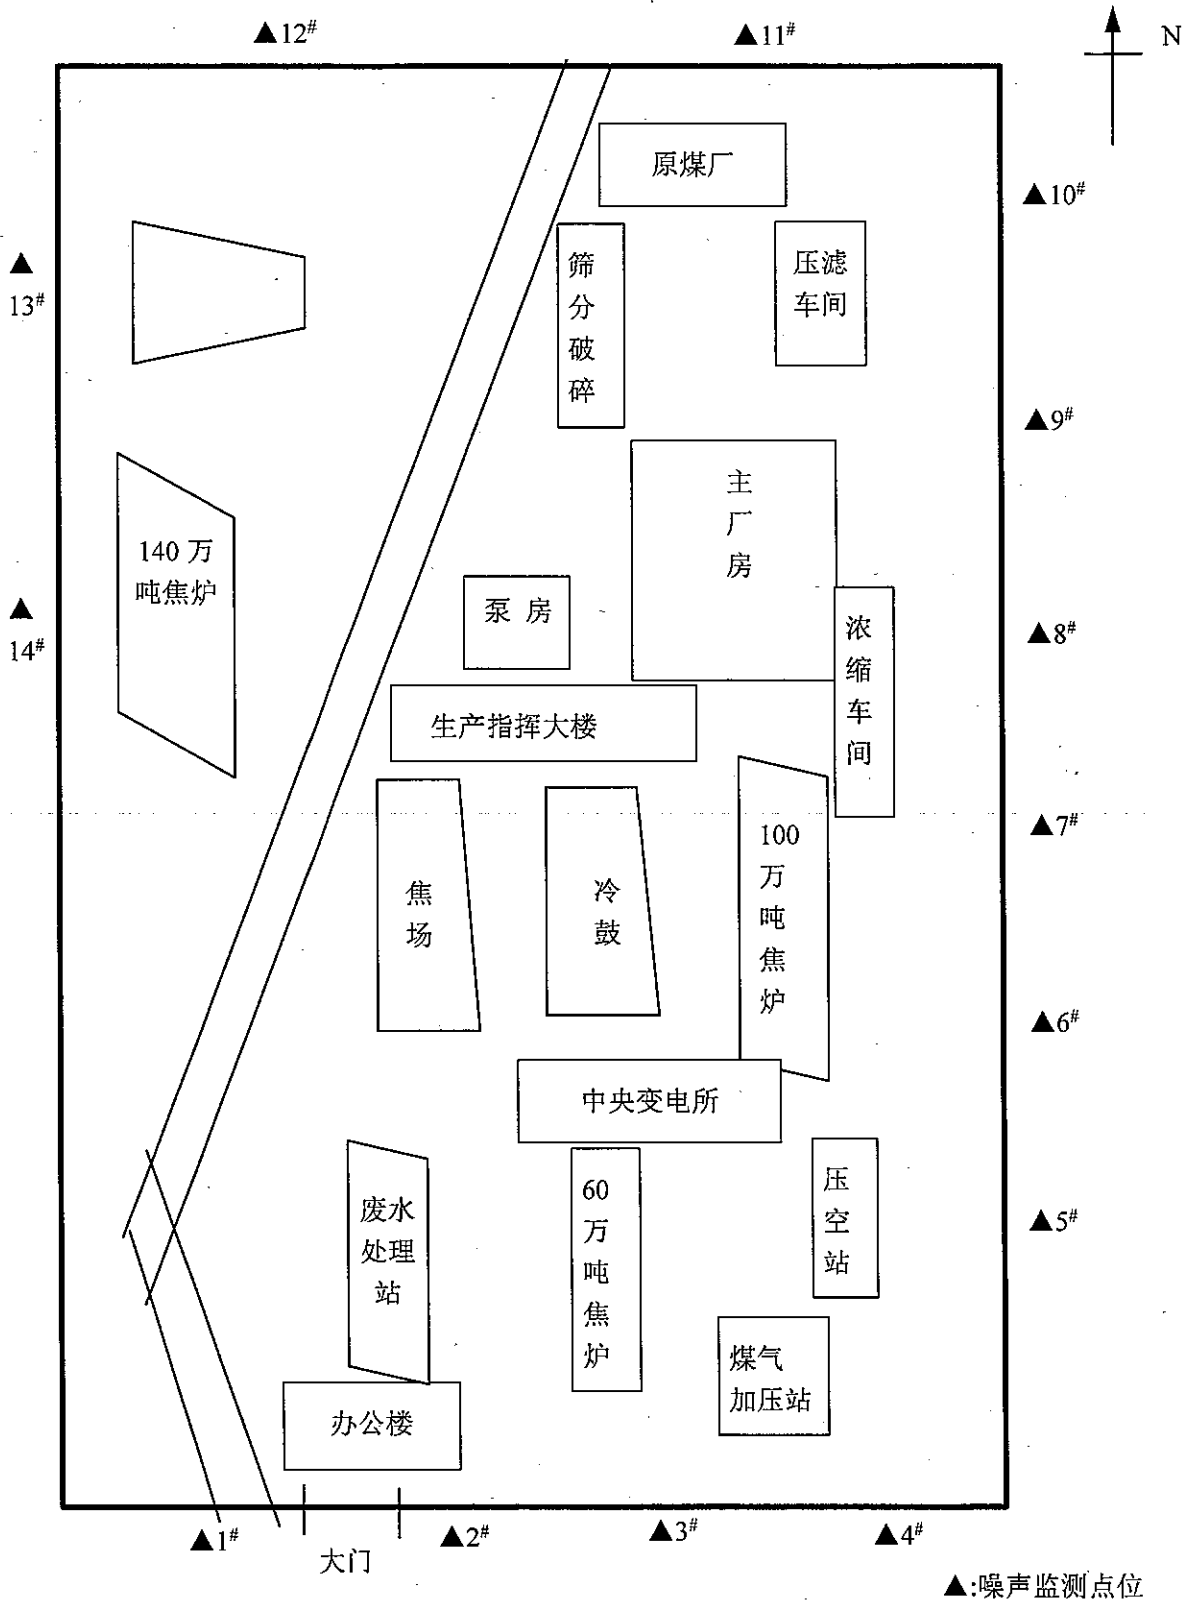 ▲12#
▲11#
N
原煤厂
▲10#
筛
分
破
碎
压滤
车间
▲
13#
▲9#
主
厂
房
140万
吨焦炉
泵 房
▲
14#
浓
缩
车
间
▲8#
生产指挥大楼
▲7#
焦
场
冷
鼓
100
万
吨
焦
炉
▲6#
中央变电所
废水
处理
站
60
万
吨
焦
炉
压
空
站
▲5#
煤气
加压站
办公楼
▲1#
大门
▲2#
▲3#
▲4#
▲:噪声监测点位